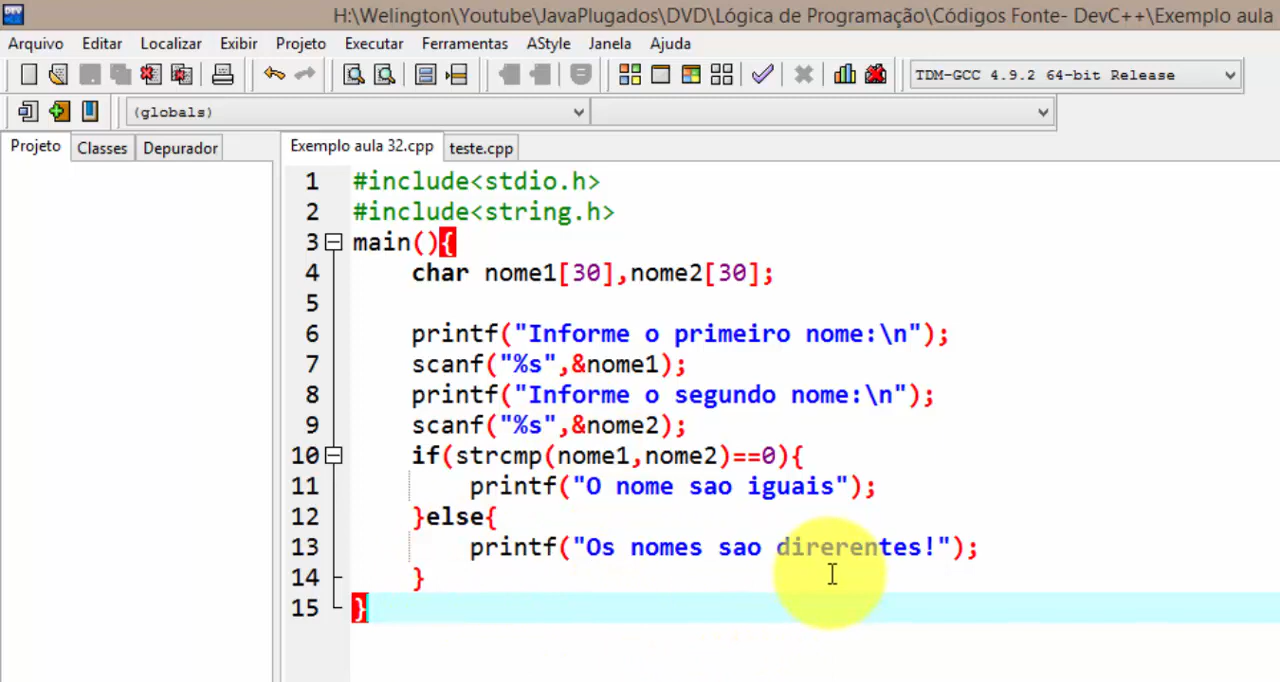 DEV
H:\Welington\Youtube\JavaPlugados\DVD\Lógica de Programação\Códigos Fonte- DevC++\Exemplo aula
Arquivo Editar Localizar Exibir Projeto Executar Ferramentas AStyle Janela Ajuda
TDM-GCC 4.9.2 64-bit Release
(globals)
Projeto Classes Depurador Exemplo aula 32.cpp teste.cpp
1 #include<stdio.h>
2 #include<string.h>
3 main(){
4 char nome1[30],nome2[30];
5
6 printf("Informe o primeiro nome:\n");
7 scanf("%s",&nome1);
8 printf("Informe o segundo nome:\n");
9 scanf("%s",&nome2);
10 if(strcmp(nome1,nome2)==0){
11 printf("O nome sao iguais");
12 }else{
13 printf("Os nomes sao direrentes!");
14 }
15 }